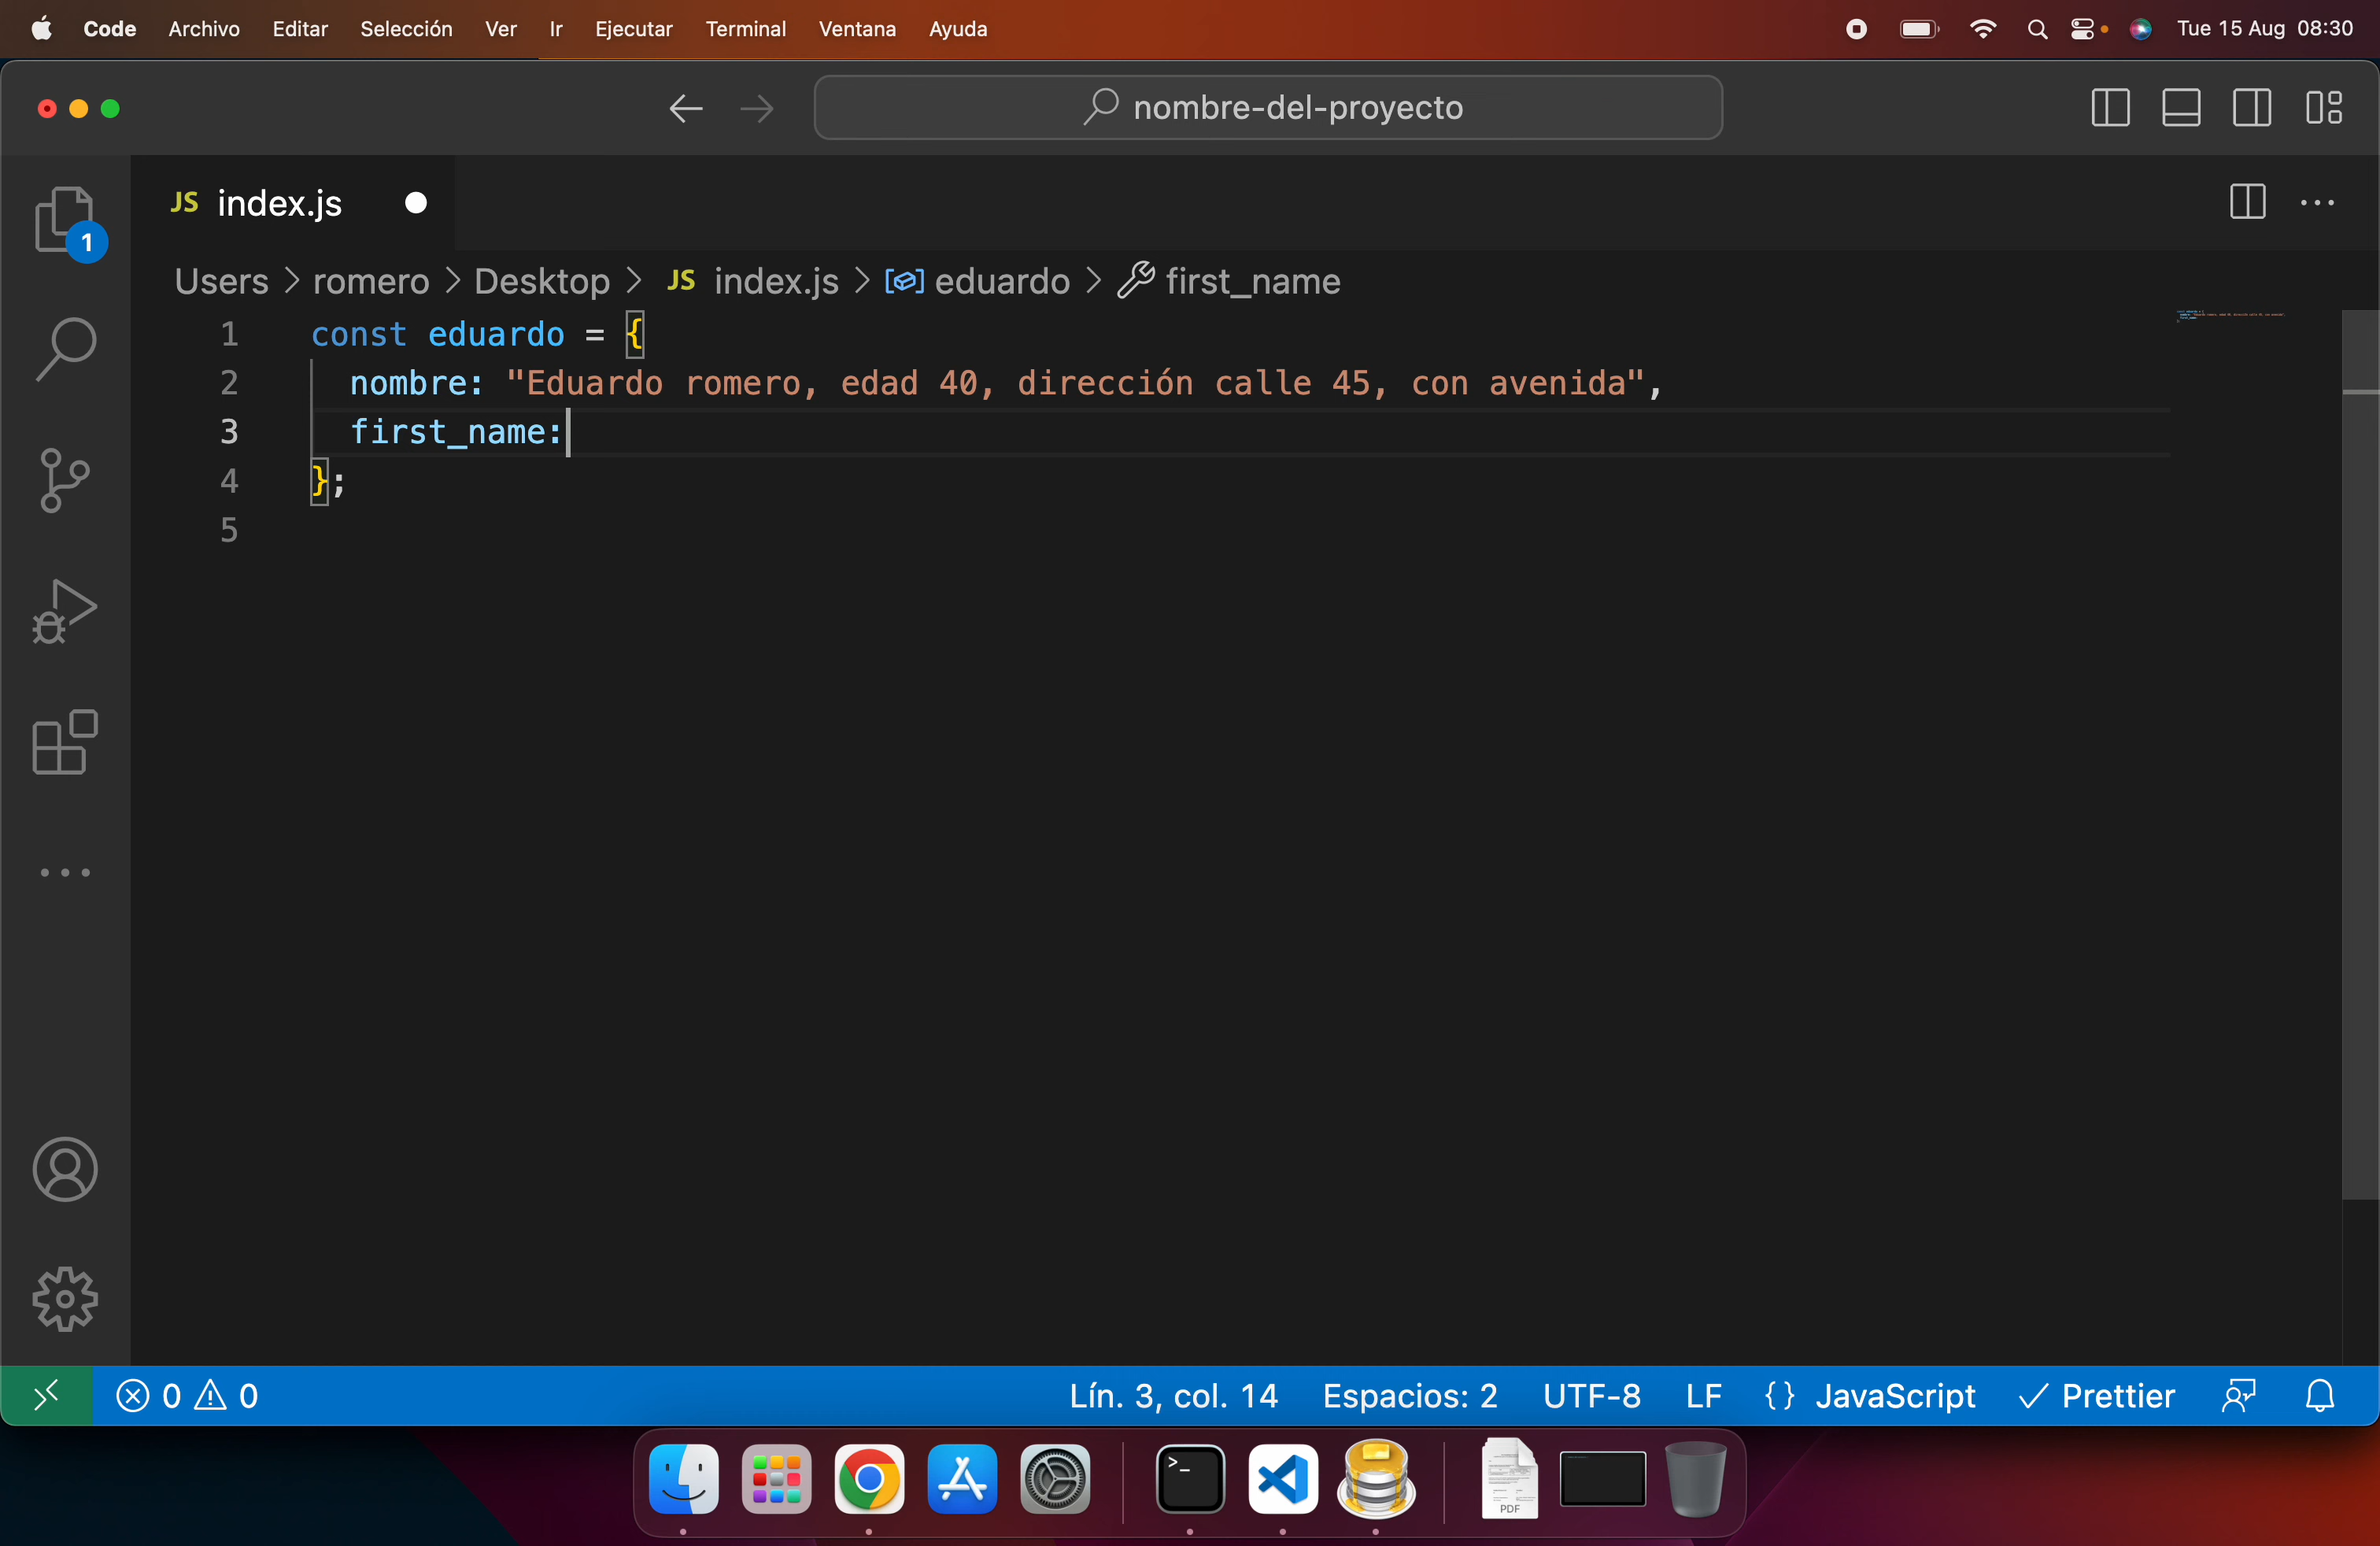 Code Archivo Editar Selección Ver Ir Ejecutar Terminal Ventana Ayuda Tue 15 Aug 08:30
nombre-del-proyecto
JS index.js
1
Users > romero > Desktop > JS index.js > eduardo > first_name
1 const eduardo = {
2 nombre: "Eduardo romero, edad 40, dirección calle 45, con avenida",
3 first_name:
4 };
5
0 0 Lín. 3, col. 14 Espacios: 2 UTF-8 LF {} JavaScript Prettier
>_
PDF